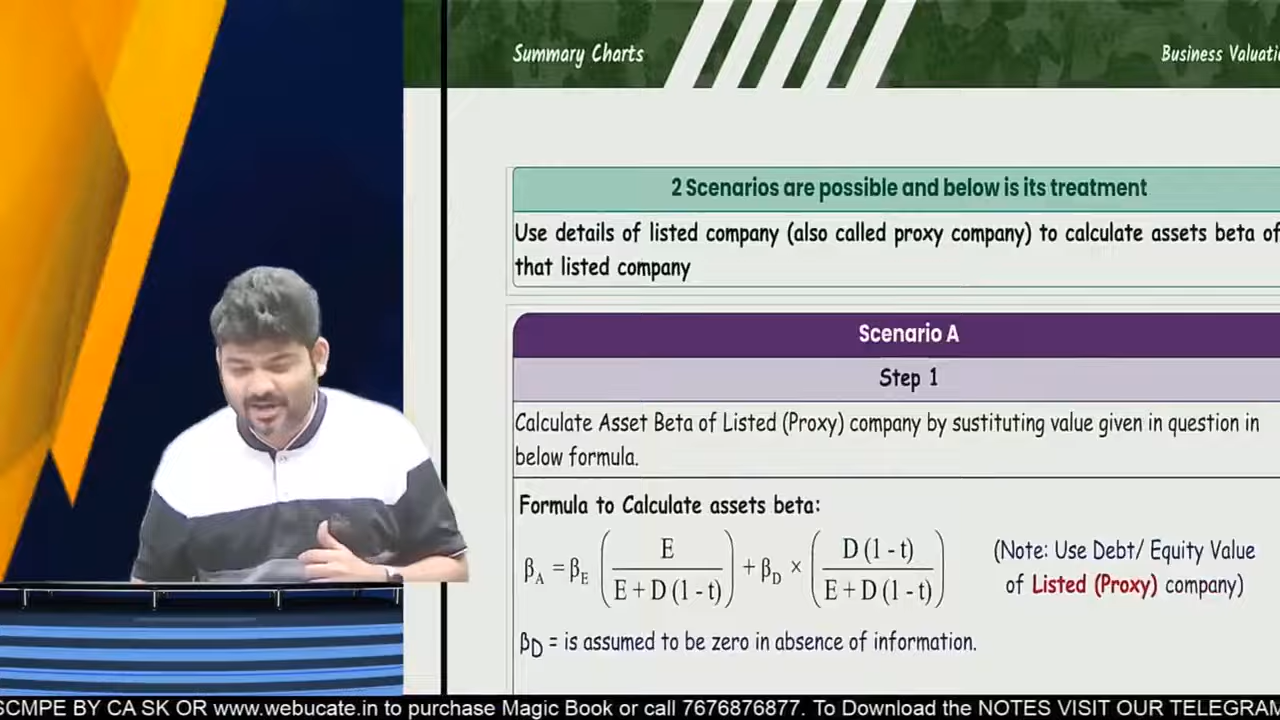 Summary Charts
Business Valuati
2 Scenarios are possible and below is its treatment
Use details of listed company (also called proxy company) to calculate assets beta of
that listed company
Scenario A
Step 1
Calculate Asset Beta of Listed (Proxy) company by sustituting value given in question in
below formula.
Formula to Calculate assets beta:
β_A = β_E (E / (E + D (1 - t))) + β_D × (D (1 - t) / (E + D (1 - t)))
(Note: Use Debt/ Equity Value
of Listed (Proxy) company)
β_D = is assumed to be zero in absence of information.
SCMPE BY CA SK OR www.webucate.in to purchase Magic Book or call 7676876877. To Download the NOTES VISIT OUR TELEGRAM